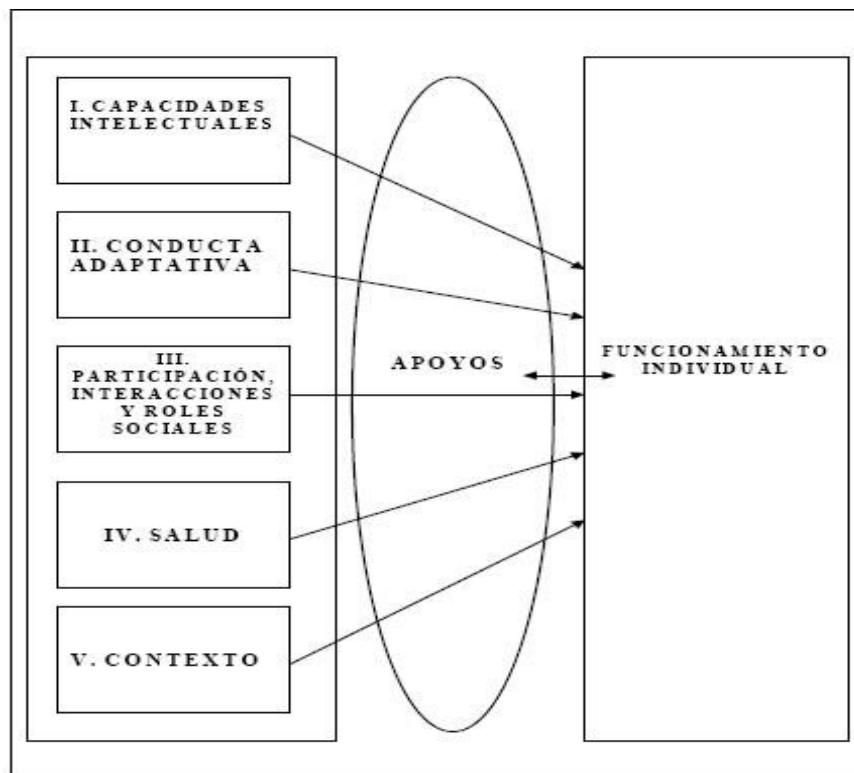 I. CAPACIDADES
INTELECTUALES
II. CONDUCTA
ADAPTATIVA
III.
PARTICIPACIÓN,
INTERACCIONES
Y ROLES
SOCIALES
IV. SALUD
V. CONTEXTO
APOYOS
FUNCIONAMIENTO
INDIVIDUAL